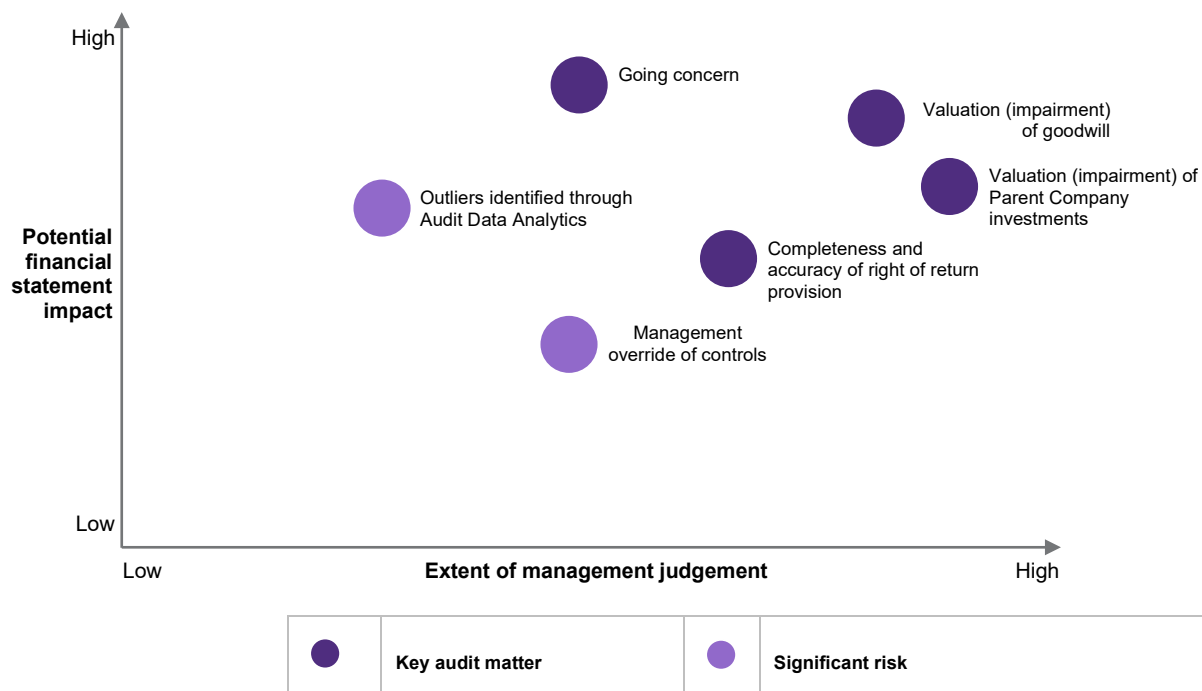 High
Going concern
Valuation (impairment)
of goodwill
Valuation (impairment) of
Parent Company
investments
Outliers identified through
Audit Data Analytics
Potential
financial
statement
impact
Completeness and
accuracy of right of return
provision
Management
override of controls
Low
Low
Extent of management judgement
High
Key audit matter
Significant risk